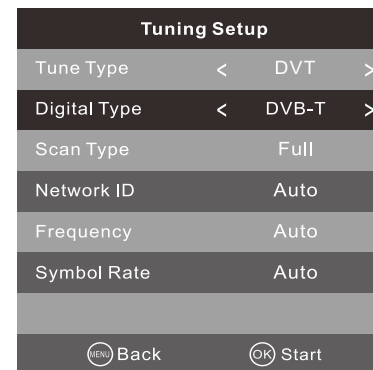 Tuning Setup
Tune Type < DVT >
Digital Type < DVB-T >
Scan Type Full
Network ID Auto
Frequency Auto
Symbol Rate Auto
MENU Back OK Start